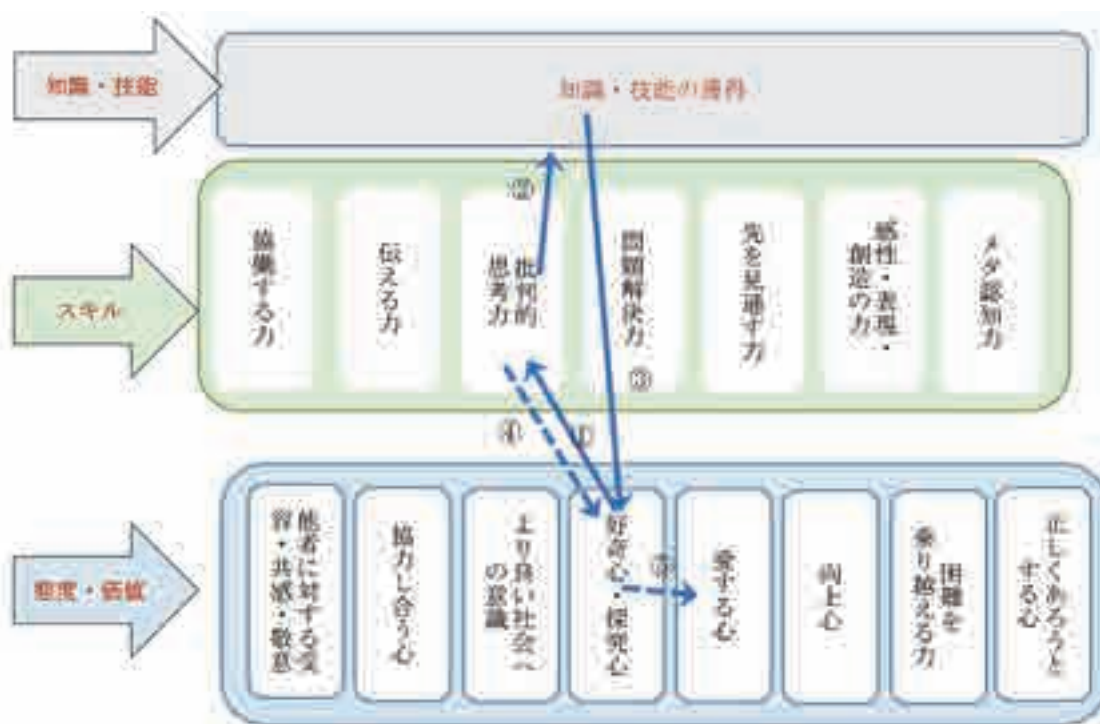 知識・技能
知識・技能の獲得
スキル
協働する力
伝える力
批判的
思考力
問題解決力
先を見通す力
感性・表現・
創造の力
メタ認知力
②
③
④
①
態度・価値
他者に対する受
容・共感・敬意
協力し合う心
より良い社会へ
の意識
好奇心・探究心
⑤
愛する心
向上心
困難を
乗り越える力
正しくあろうと
する心